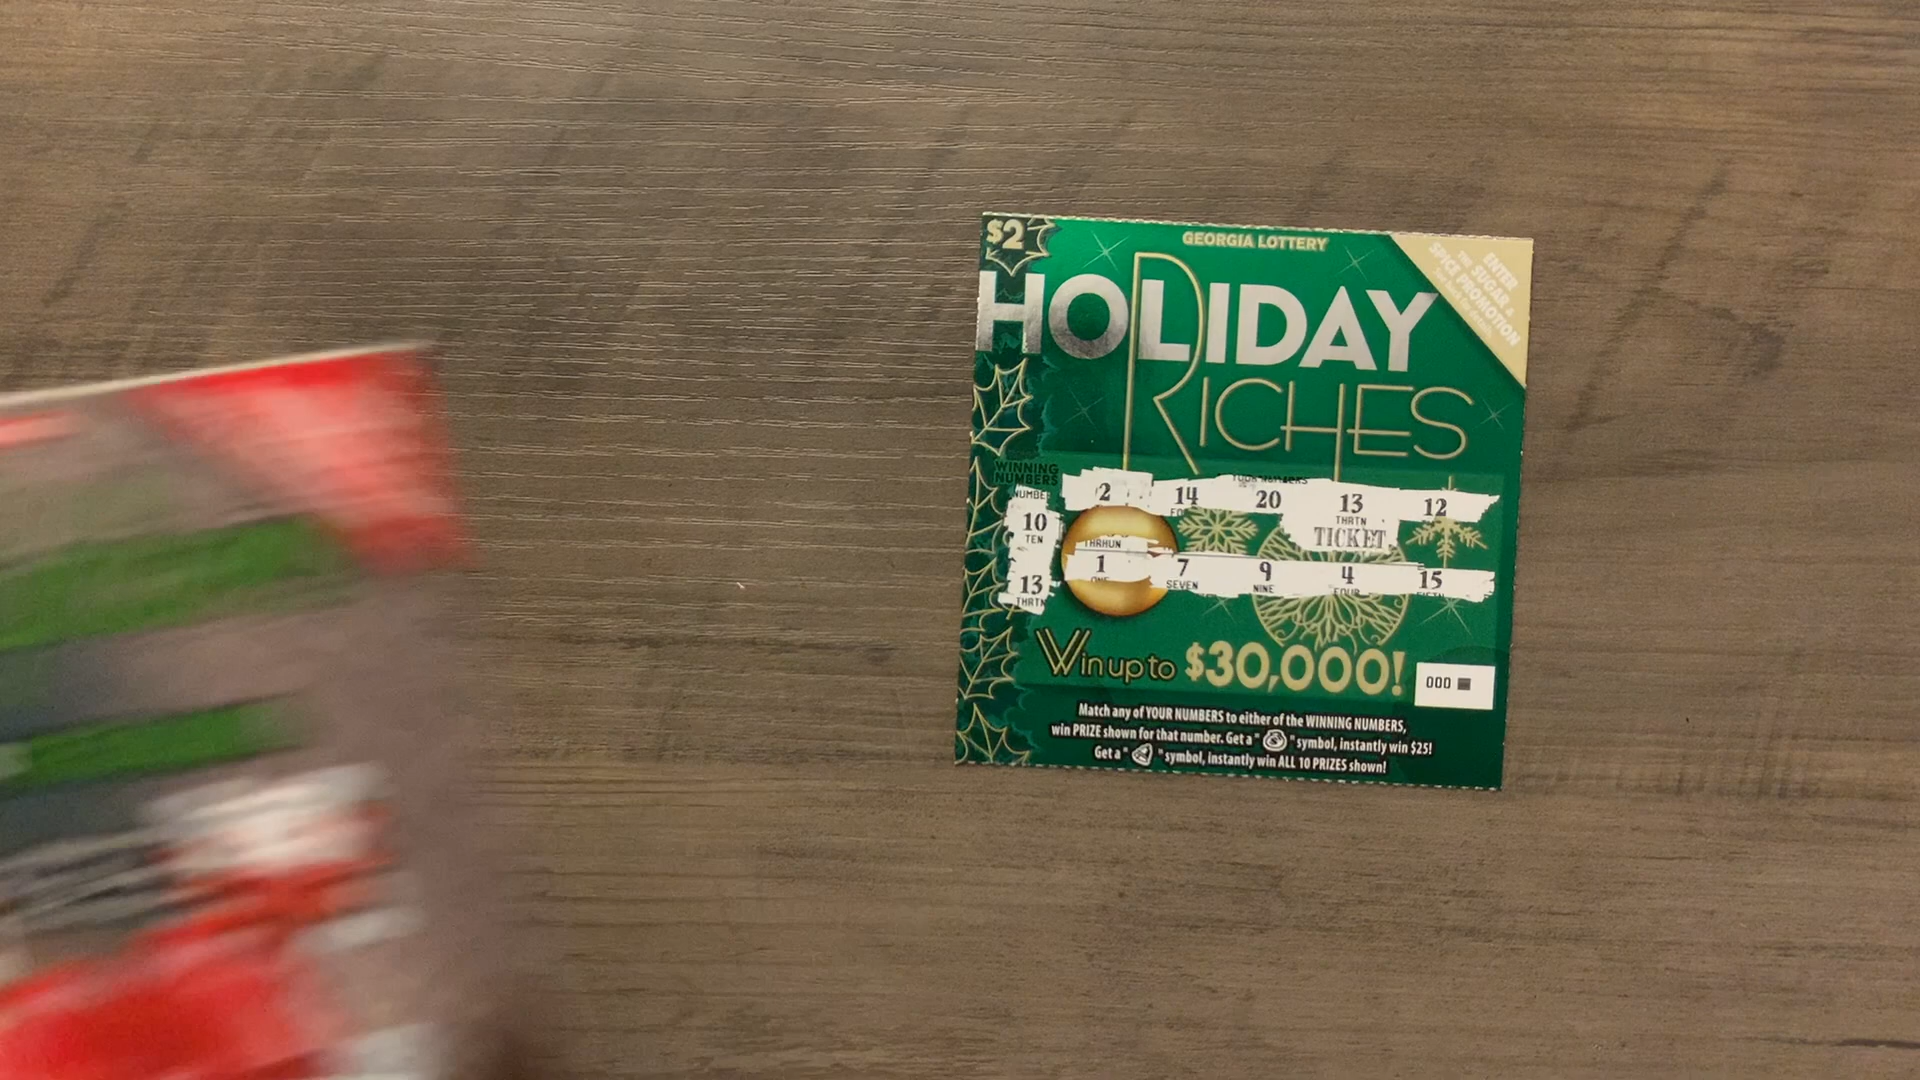 $2
GEORGIA LOTTERY
ENTER
THE SUGAR &
SPICE PROMOTION
HOLIDAY
RICHES
WINNING
NUMBERS
YOUR NUMBERS
2 14 20 13 12
THRTN
10
TEN
TICKET
THRHUN
1 7 9 4 15
ONE SEVEN NINE FOUR FIFTN
13
THRTN
Win up to $30,000!
000
Match any of YOUR NUMBERS to either of the WINNING NUMBERS,
win PRIZE shown for that number. Get a " " symbol, instantly win $25!
Get a " " symbol, instantly win ALL 10 PRIZES shown!